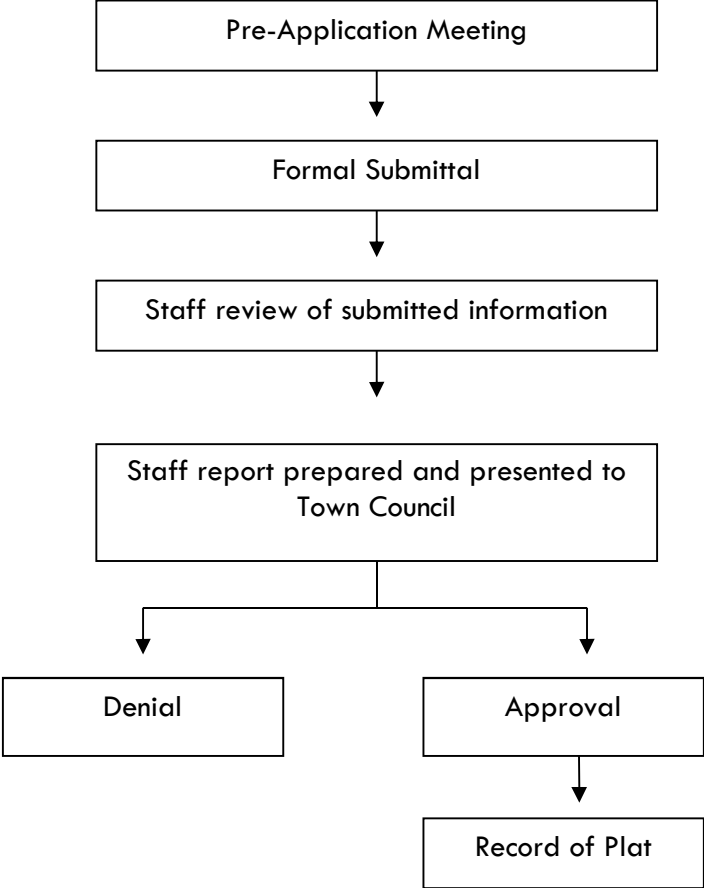 Pre-Application Meeting
Formal Submittal
Staff review of submitted information
Staff report prepared and presented to
Town Council
Denial
Approval
Record of Plat